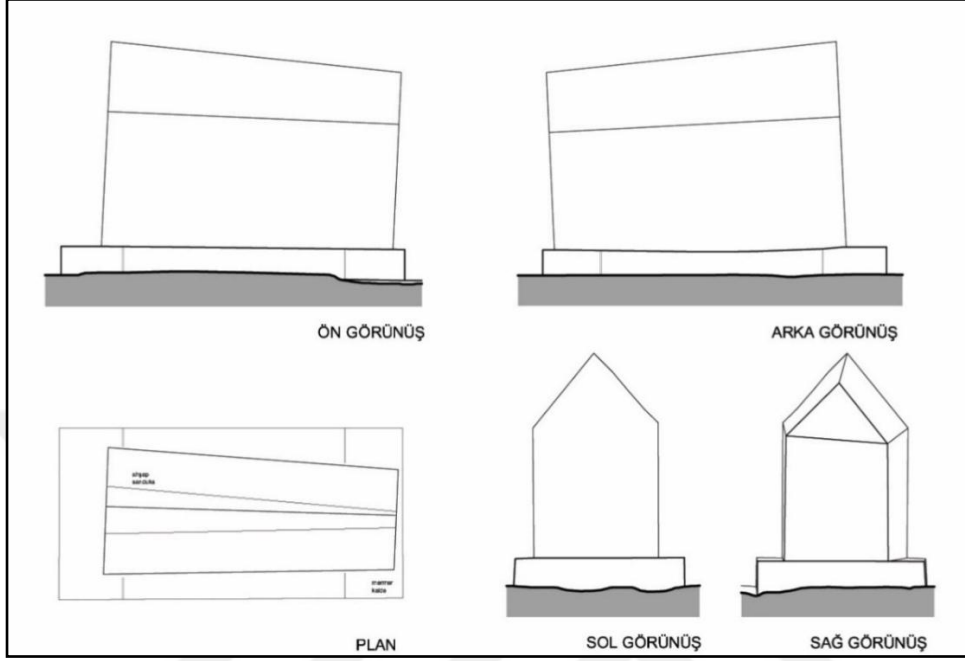 ÖN GÖRÜNÜŞ
ARKA GÖRÜNÜŞ
ahşap
sanduka
mermer
kaide
PLAN
SOL GÖRÜNÜŞ
SAĞ GÖRÜNÜŞ